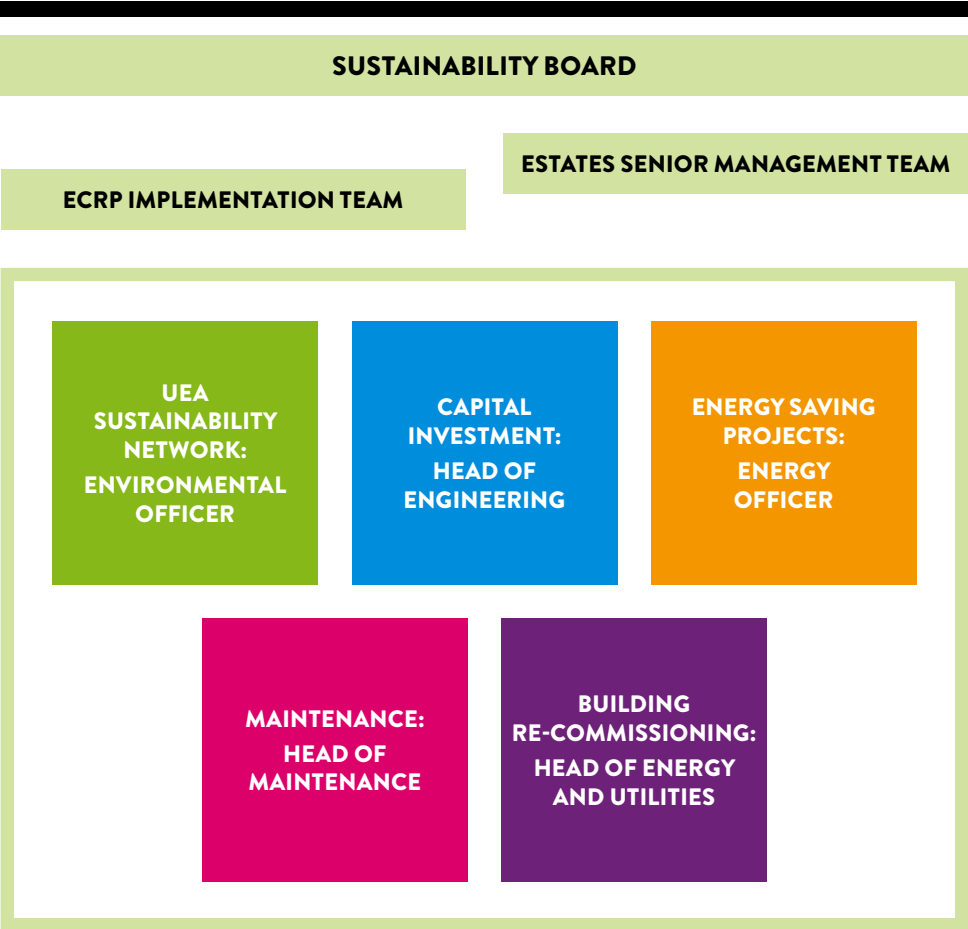 SUSTAINABILITY BOARD
ESTATES SENIOR MANAGEMENT TEAM
ECRP IMPLEMENTATION TEAM
UEA
SUSTAINABILITY
NETWORK:
ENVIRONMENTAL
OFFICER
CAPITAL
INVESTMENT:
HEAD OF
ENGINEERING
ENERGY SAVING
PROJECTS:
ENERGY
OFFICER
MAINTENANCE:
HEAD OF
MAINTENANCE
BUILDING
RE-COMMISSIONING:
HEAD OF ENERGY
AND UTILITIES